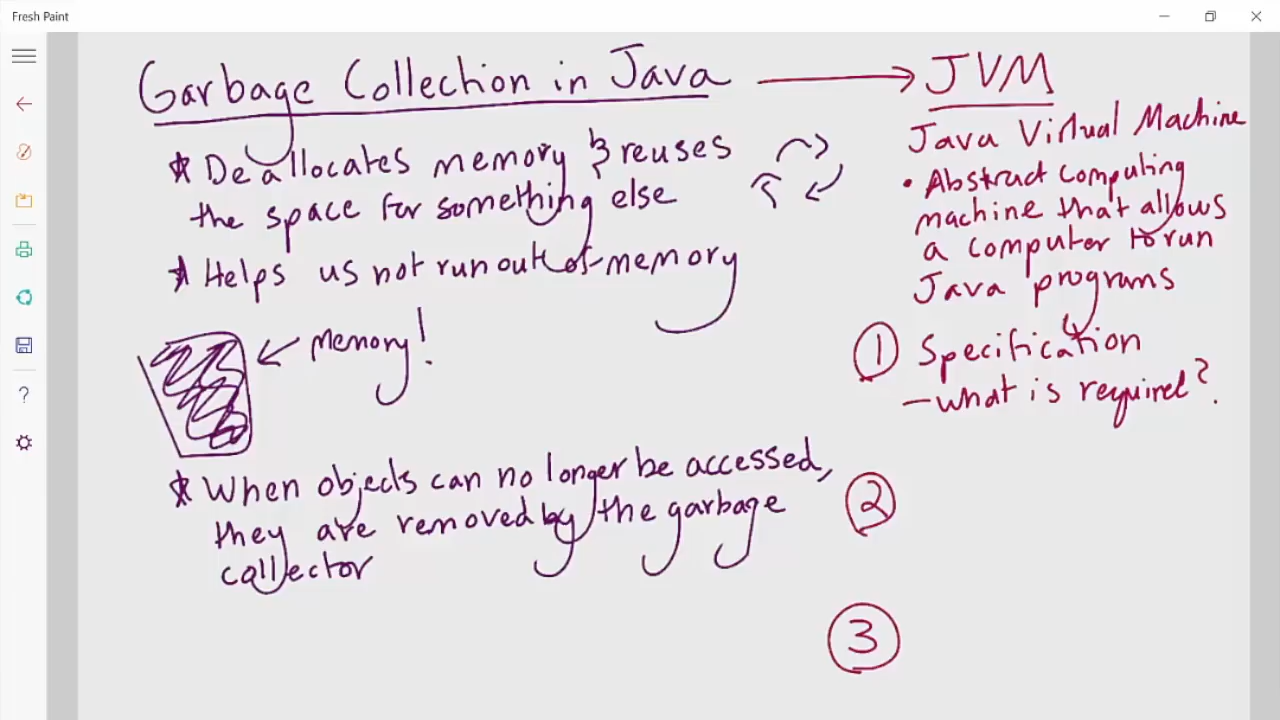 Fresh Paint
Garbage Collection in Java
* Deallocates memory & reuses
the space for something else
* Helps us not run out of memory
Memory!
* When objects can no longer be accessed,
they are removed by the garbage
collector
JVM
Java Virtual Machine
• Abstract computing
machine that allows
a computer to run
Java programs
1 Specification
- what is required?
2
3